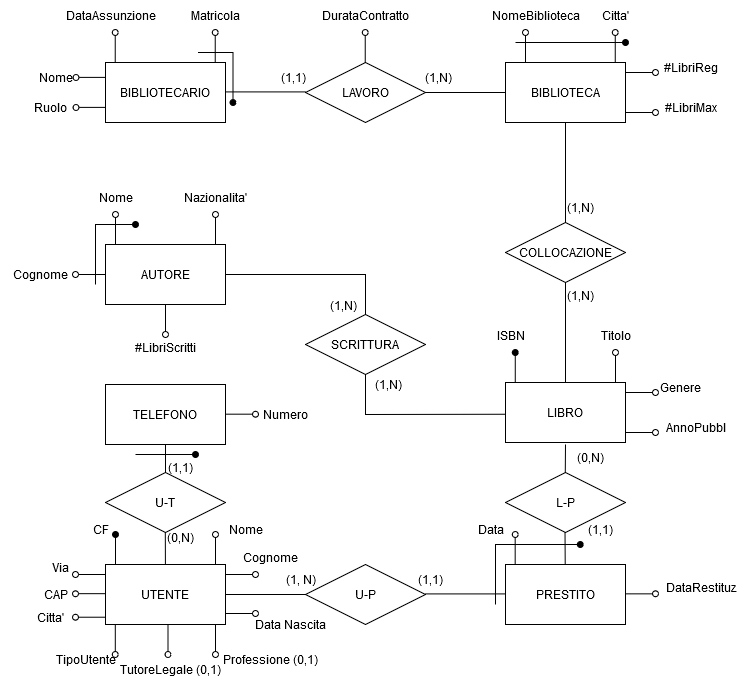 DataAssunzione
Matricola
DurataContratto
NomeBiblioteca
Citta'
Nome
Ruolo
BIBLIOTECARIO
(1,1)
LAVORO
(1,N)
BIBLIOTECA
#LibriReg
#LibriMax
Nome
Nazionalita'
(1,N)
COLLOCAZIONE
(1,N)
Cognome
AUTORE
#LibriScritti
(1,N)
SCRITTURA
(1,N)
ISBN
Titolo
LIBRO
Genere
AnnoPubbl
TELEFONO
Numero
(1,1)
U-T
(0,N)
(0,N)
L-P
(1,1)
CF
Nome
Via
CAP
Citta'
UTENTE
Cognome
Data Nascita
TipoUtente
TutoreLegale (0,1)
Professione (0,1)
(1, N)
U-P
(1,1)
Data
PRESTITO
DataRestituz